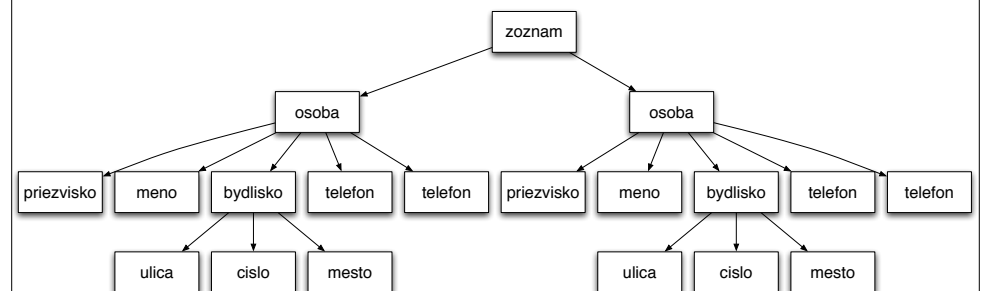 zoznam
osoba osoba
priezvisko meno bydlisko telefon telefon priezvisko meno bydlisko telefon telefon
ulica cislo mesto ulica cislo mesto